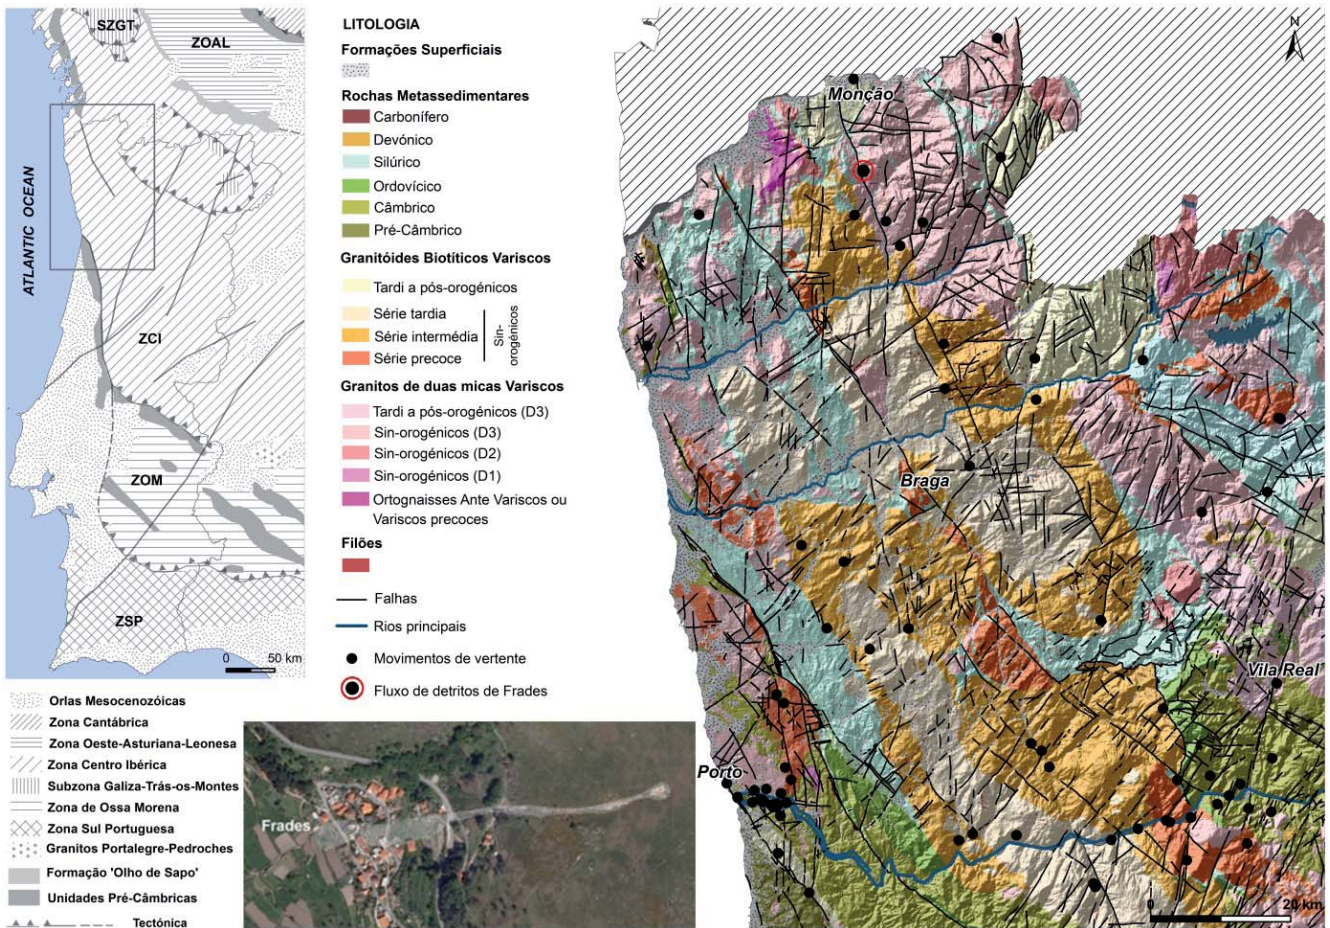 SZGT
ZOAL
ATLANTIC OCEAN
ZCI
ZOM
ZSP
0 50 km
Orlas Mesocenozóicas
Zona Cantábrica
Zona Oeste-Asturiana-Leonesa
Zona Centro Ibérica
Subzona Galiza-Trás-os-Montes
Zona de Ossa Morena
Zona Sul Portuguesa
Granitos Portalegre-Pedroches
Formação 'Olho de Sapo'
Unidades Pré-Câmbricas
Tectónica
LITOLOGIA
Formações Superficiais
Rochas Metassedimentares
Carbonífero
Devónico
Silúrico
Ordovícico
Câmbrico
Pré-Câmbrico
Granitóides Biotíticos Variscos
Tardi a pós-orogénicos
Série tardia
Série intermédia
Série precoce
Sin-
orogénicos
Granitos de duas micas Variscos
Tardi a pós-orogénicos (D3)
Sin-orogénicos (D3)
Sin-orogénicos (D2)
Sin-orogénicos (D1)
Ortognaisses Ante Variscos ou
Variscos precoces
Filões
Falhas
Rios principais
Movimentos de vertente
Fluxo de detritos de Frades
Frades
N
Monção
Braga
Vila Real
Porto
0 20 km